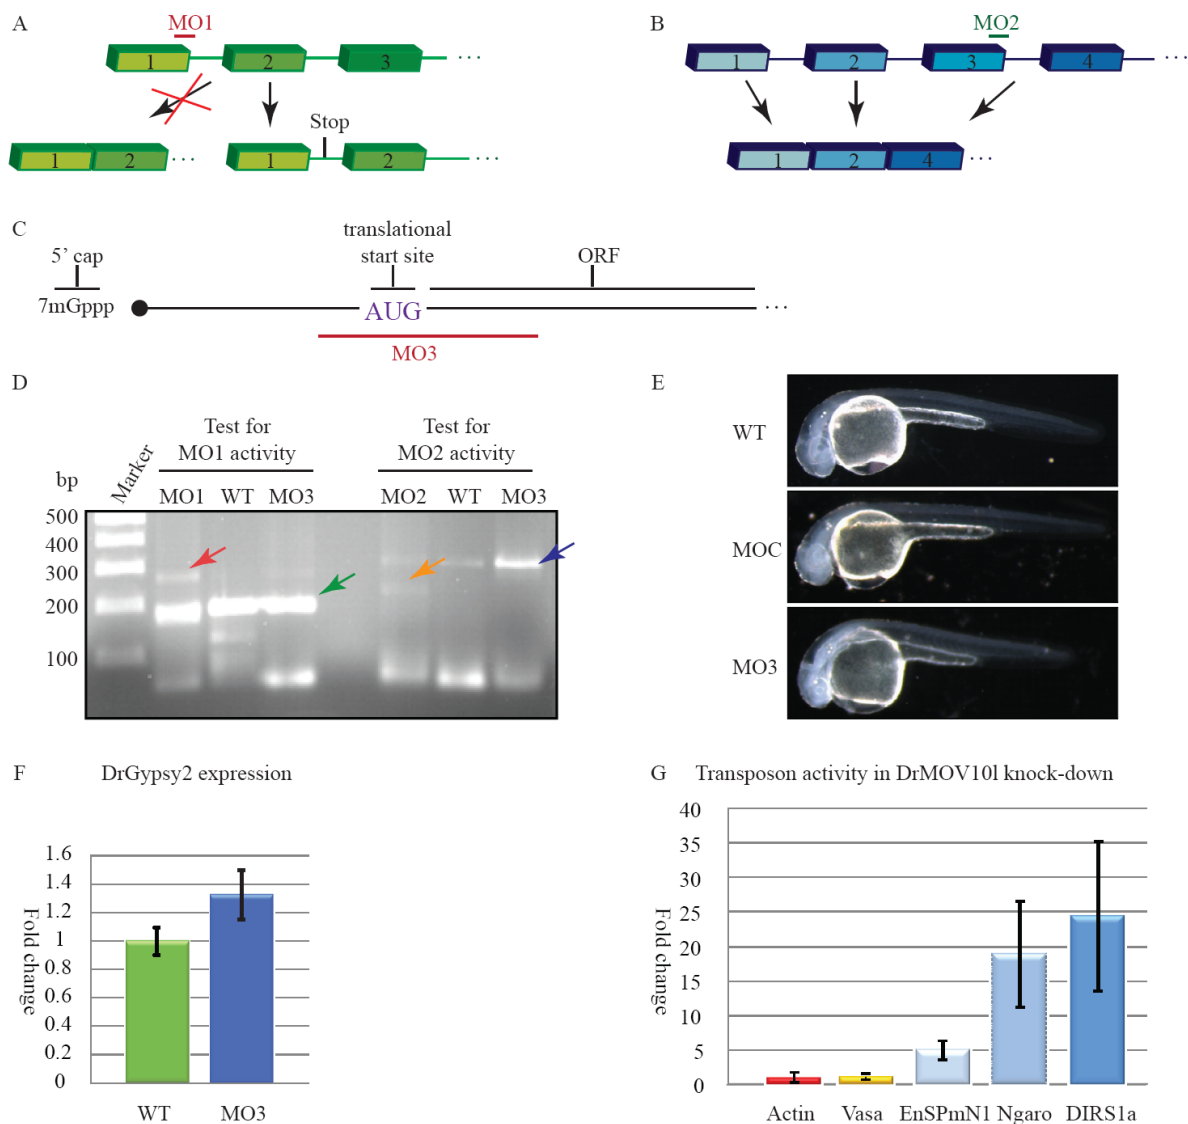 A
MO1
1 2 3 ...
Stop
1 2 ... 1 2 ...
B
MO2
1 2 3 4 ...
1 2 4 ...
C
5' cap
translational
start site
ORF
7mGppp
AUG
...
MO3
D
Test for
MO1 activity
Test for
MO2 activity
bp
Marker
MO1 WT MO3
MO2 WT MO3
500
400
300
200
100
E
WT
MOC
MO3
F
DrGypsy2 expression
Fold change
1.6
1.4
1.2
1
0.8
0.6
0.4
0.2
0
WT MO3
G
Transposon activity in DrMOV10l knock-down
Fold change
40
35
30
25
20
15
10
5
0
Actin Vasa EnSPmN1 Ngaro DIRS1a